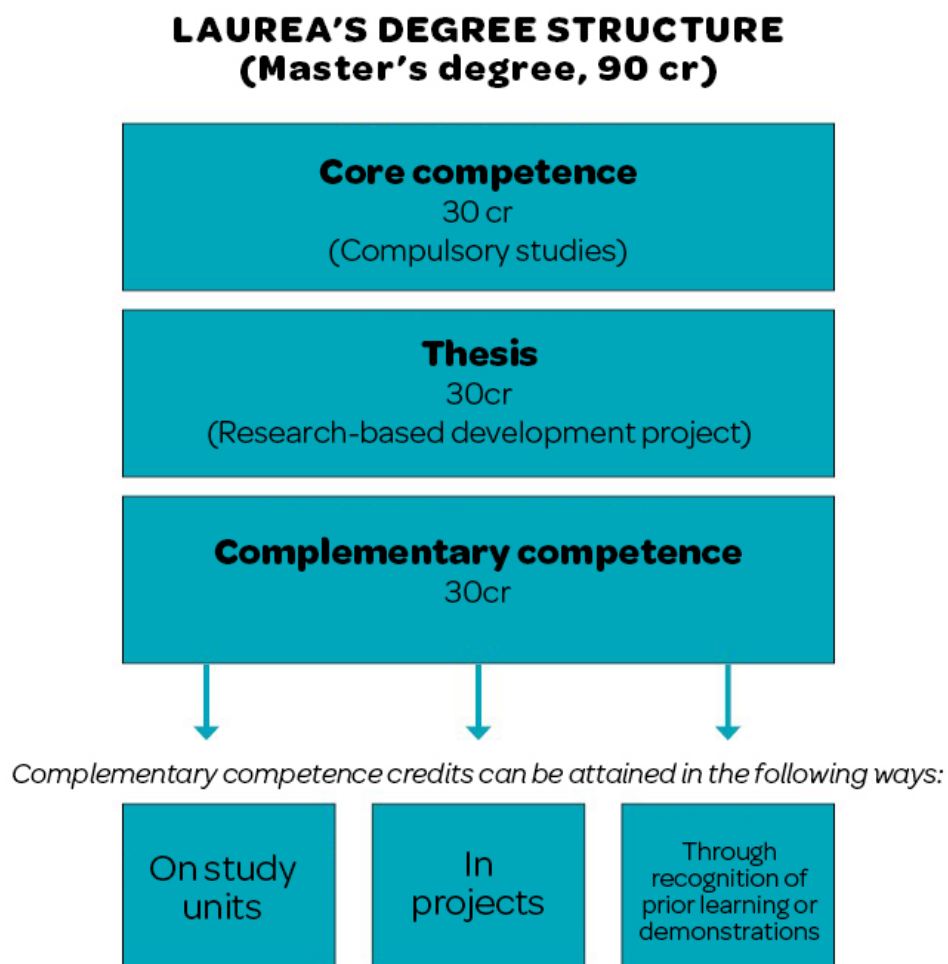 LAUREA'S DEGREE STRUCTURE
(Master's degree, 90 cr)
Core competence
30 cr
(Compulsory studies)
Thesis
30cr
(Research-based development project)
Complementary competence
30cr
Complementary competence credits can be attained in the following ways:
On study
units
In
projects
Through
recognition of
prior learning or
demonstrations